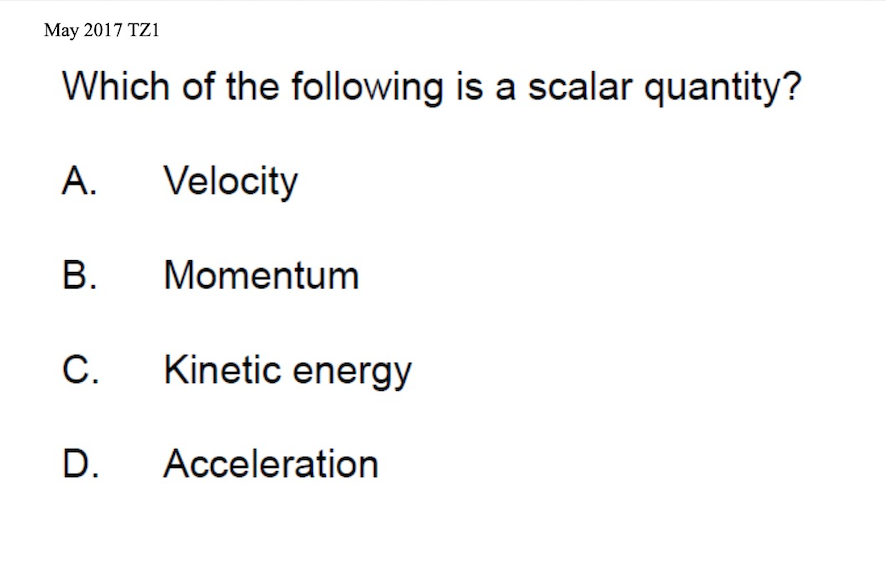 May 2017 TZ1
Which of the following is a scalar quantity?
A. Velocity
B. Momentum
C. Kinetic energy
D. Acceleration